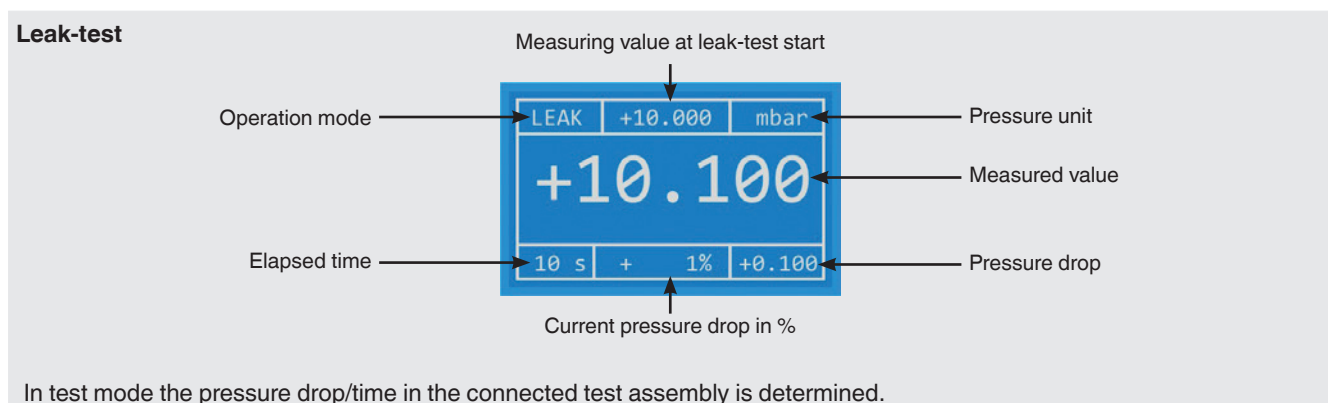 Leak-test
Measuring value at leak-test start
Operation mode
LEAK +10.000 mbar
Pressure unit
+10.100
Measured value
Elapsed time
10 s + 1% +0.100
Pressure drop
Current pressure drop in %
In test mode the pressure drop/time in the connected test assembly is determined.